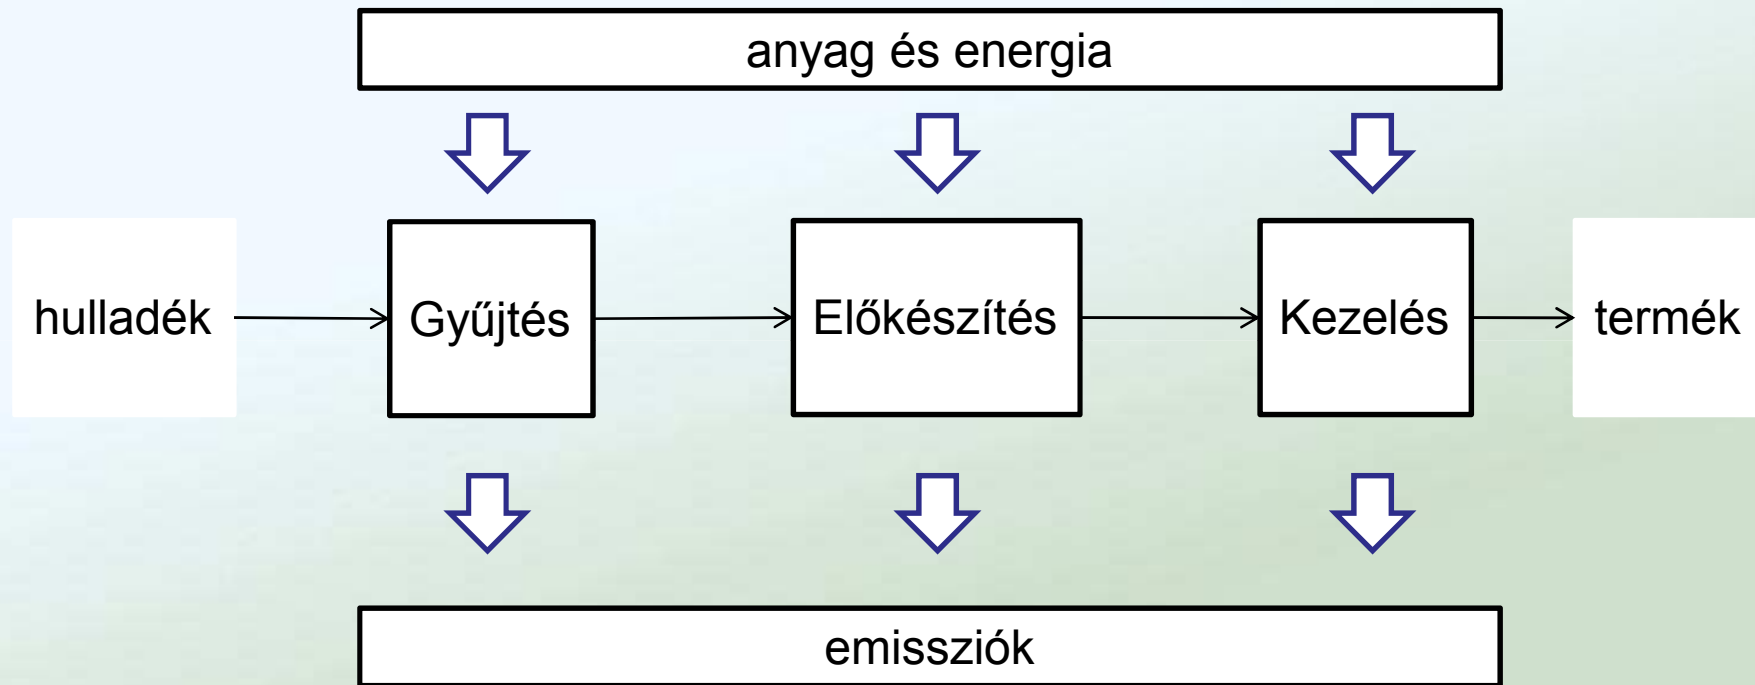 anyag és energia
hulladék
Gyűjtés
Előkészítés
Kezelés
termék
emissziók